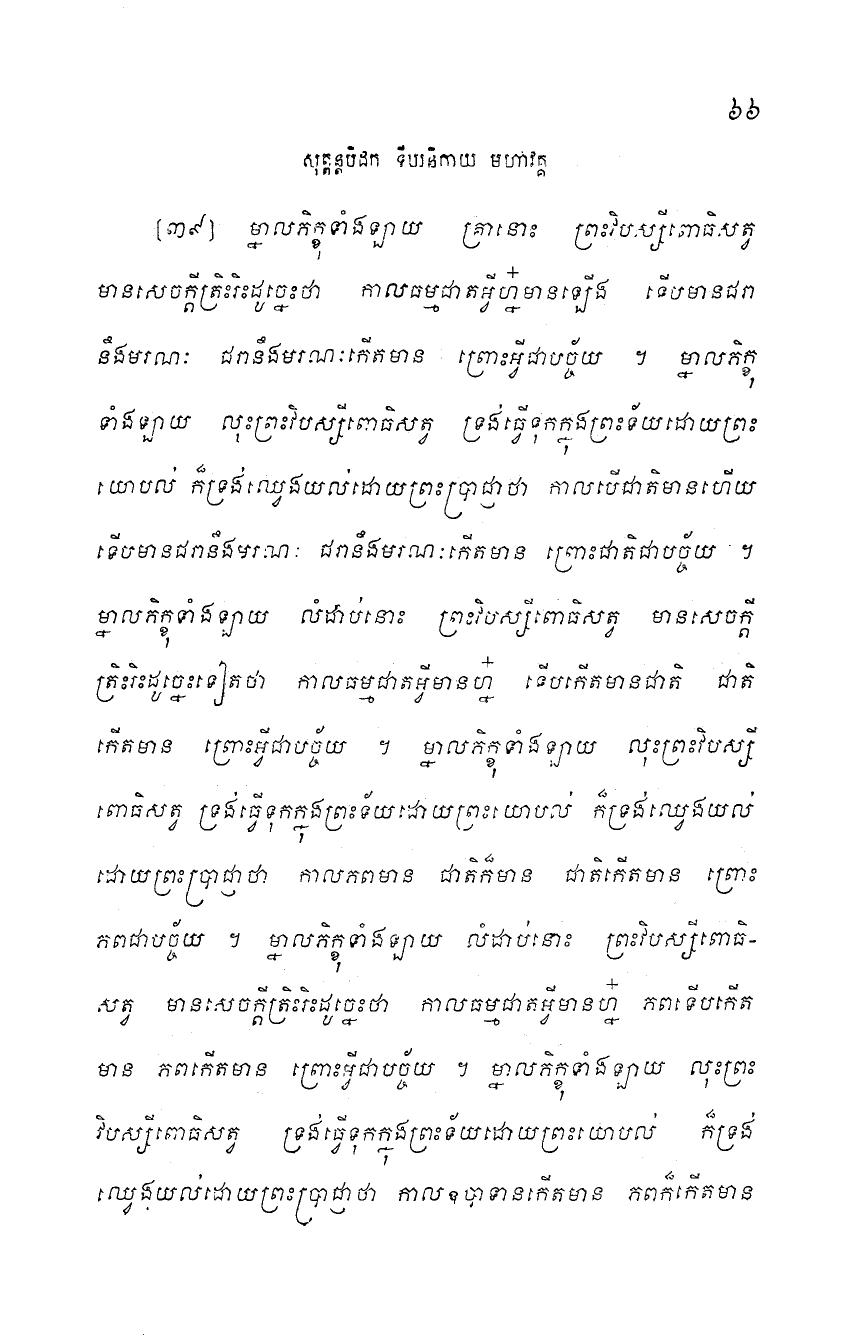 ៦៦
សុត្តន្តបិដក ទីឃនិកាយ មហាវគ្គ
[៣៩] ម្នាលភិក្ខុទាំងឡាយ គ្រានោះ ព្រះវិបស្សីពោធិសត្វ
មានសេចក្តីត្រិះរិះដូច្នេះថា កាលធម្មជាតអ្វីហ្ន៎មានឡើង ទើបមានជរា
នឹងមរណៈ ជរានឹងមរណៈកើតមាន ព្រោះអ្វីជាបច្ច័យ ។ ម្នាលភិក្ខុ
ទាំងឡាយ លុះព្រះវិបស្សីពោធិសត្វ ទ្រង់ធ្វើទុកក្នុងព្រះទ័យដោយព្រះ
យោបល់ ក៏ទ្រង់ឈ្វេងយល់ដោយព្រះប្រាជ្ញាថា កាលបើជាតិមានហើយ
ទើបមានជរានឹងមរណៈ ជរានឹងមរណៈកើតមាន ព្រោះជាតិជាបច្ច័យ ។
ម្នាលភិក្ខុទាំងឡាយ លំដាប់នោះ ព្រះវិបស្សីពោធិសត្វ មានសេចក្តី
ត្រិះរិះដូច្នេះទៀតថា កាលធម្មជាតអ្វីមានហ្ន៎ ទើបកើតមានជាតិ ជាតិ
កើតមាន ព្រោះអ្វីជាបច្ច័យ ។ ម្នាលភិក្ខុទាំងឡាយ លុះព្រះវិបស្សី
ពោធិសត្វ ទ្រង់ធ្វើទុកក្នុងព្រះទ័យដោយព្រះយោបល់ ក៏ទ្រង់ឈ្វេងយល់
ដោយព្រះប្រាជ្ញាថា កាលភពមាន ជាតិក៏មាន ជាតិកើតមាន ព្រោះ
ភពជាបច្ច័យ ។ ម្នាលភិក្ខុទាំងឡាយ លំដាប់នោះ ព្រះវិបស្សីពោធិ-
សត្វ មានសេចក្តីត្រិះរិះដូច្នេះថា កាលធម្មជាតអ្វីមានហ្ន៎ ភពទើបកើត
មាន ភពកើតមាន ព្រោះអ្វីជាបច្ច័យ ។ ម្នាលភិក្ខុទាំងឡាយ លុះព្រះ
វិបស្សីពោធិសត្វ ទ្រង់ធ្វើទុកក្នុងព្រះទ័យដោយព្រះយោបល់ ក៏ទ្រង់
ឈ្វេងយល់ដោយព្រះប្រាជ្ញាថា កាលឧបាទានកើតមាន ភពក៏កើតមាន